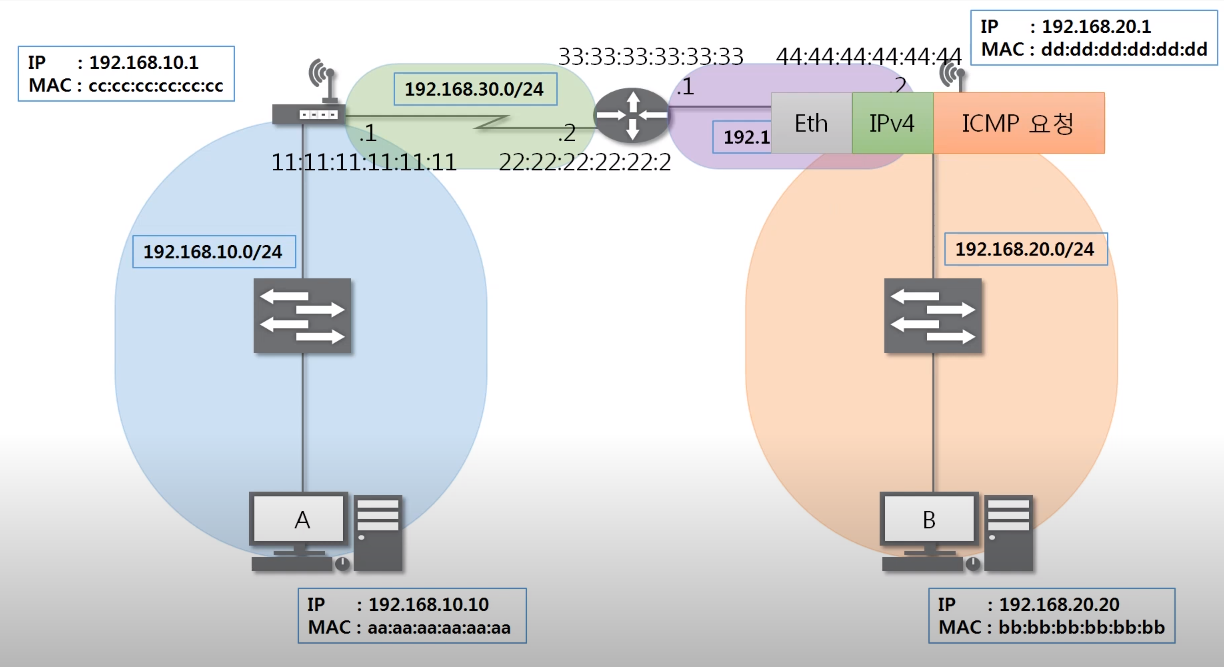 IP : 192.168.10.1
MAC : cc:cc:cc:cc:cc:cc
192.168.30.0/24
33:33:33:33:33:33
44:44:44:44:44:44
IP : 192.168.20.1
MAC : dd:dd:dd:dd:dd:dd
.1
.2
.1
.2
192.1
Eth
IPv4
ICMP 요청
11:11:11:11:11:11
22:22:22:22:22:2
192.168.10.0/24
192.168.20.0/24
A
B
IP : 192.168.10.10
MAC : aa:aa:aa:aa:aa:aa
IP : 192.168.20.20
MAC : bb:bb:bb:bb:bb:bb